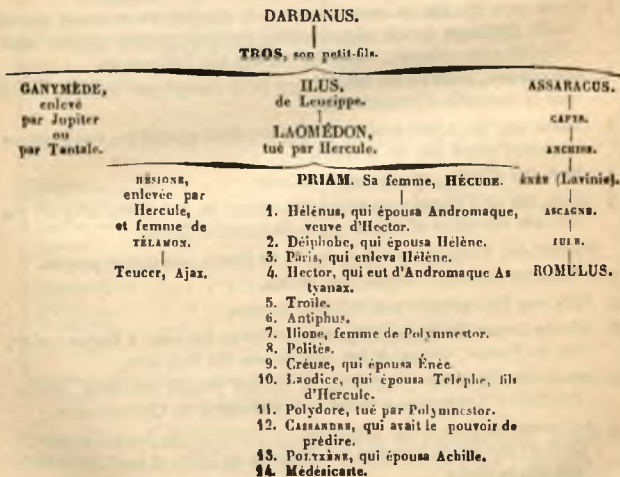 DARDANUS.
TROS, son petit-fils.
GANYMÈDE,
enlevé
par Jupiter
ou
par Tantale.
ILUS,
de Leucippe.
LAOMÉDON,
tué par Hercule.
ASSARACUS.
CAPYS.
ANCHISE.
ÉNÉE (Lavinie).
ASCAGNE.
IULE.
ROMULUS.
HÉSIONE,
enlevée par
Hercule,
et femme de
TÉLAMON.
Teucer, Ajax.
PRIAM. Sa femme, HÉCUBE.
1. Hélénus, qui épousa Andromaque,
veuve d'Hector.
2. Déiphobe, qui épousa Hélène.
3. Pâris, qui enleva Hélène.
4. Hector, qui eut d'Andromaque As
tyanax.
5. Troïle.
6. Antiphus.
7. Ilione, femme de Polymnestor.
8. Politès.
9. Créuse, qui épousa Énée
10. Laodice, qui épousa Telèphe, fils
d'Hercule.
11. Polydore, tué par Polymnestor.
12. CASSANDRE, qui avait le pouvoir de
prédire.
13. POLYXÈNE, qui épousa Achille.
14. Médésicaste.